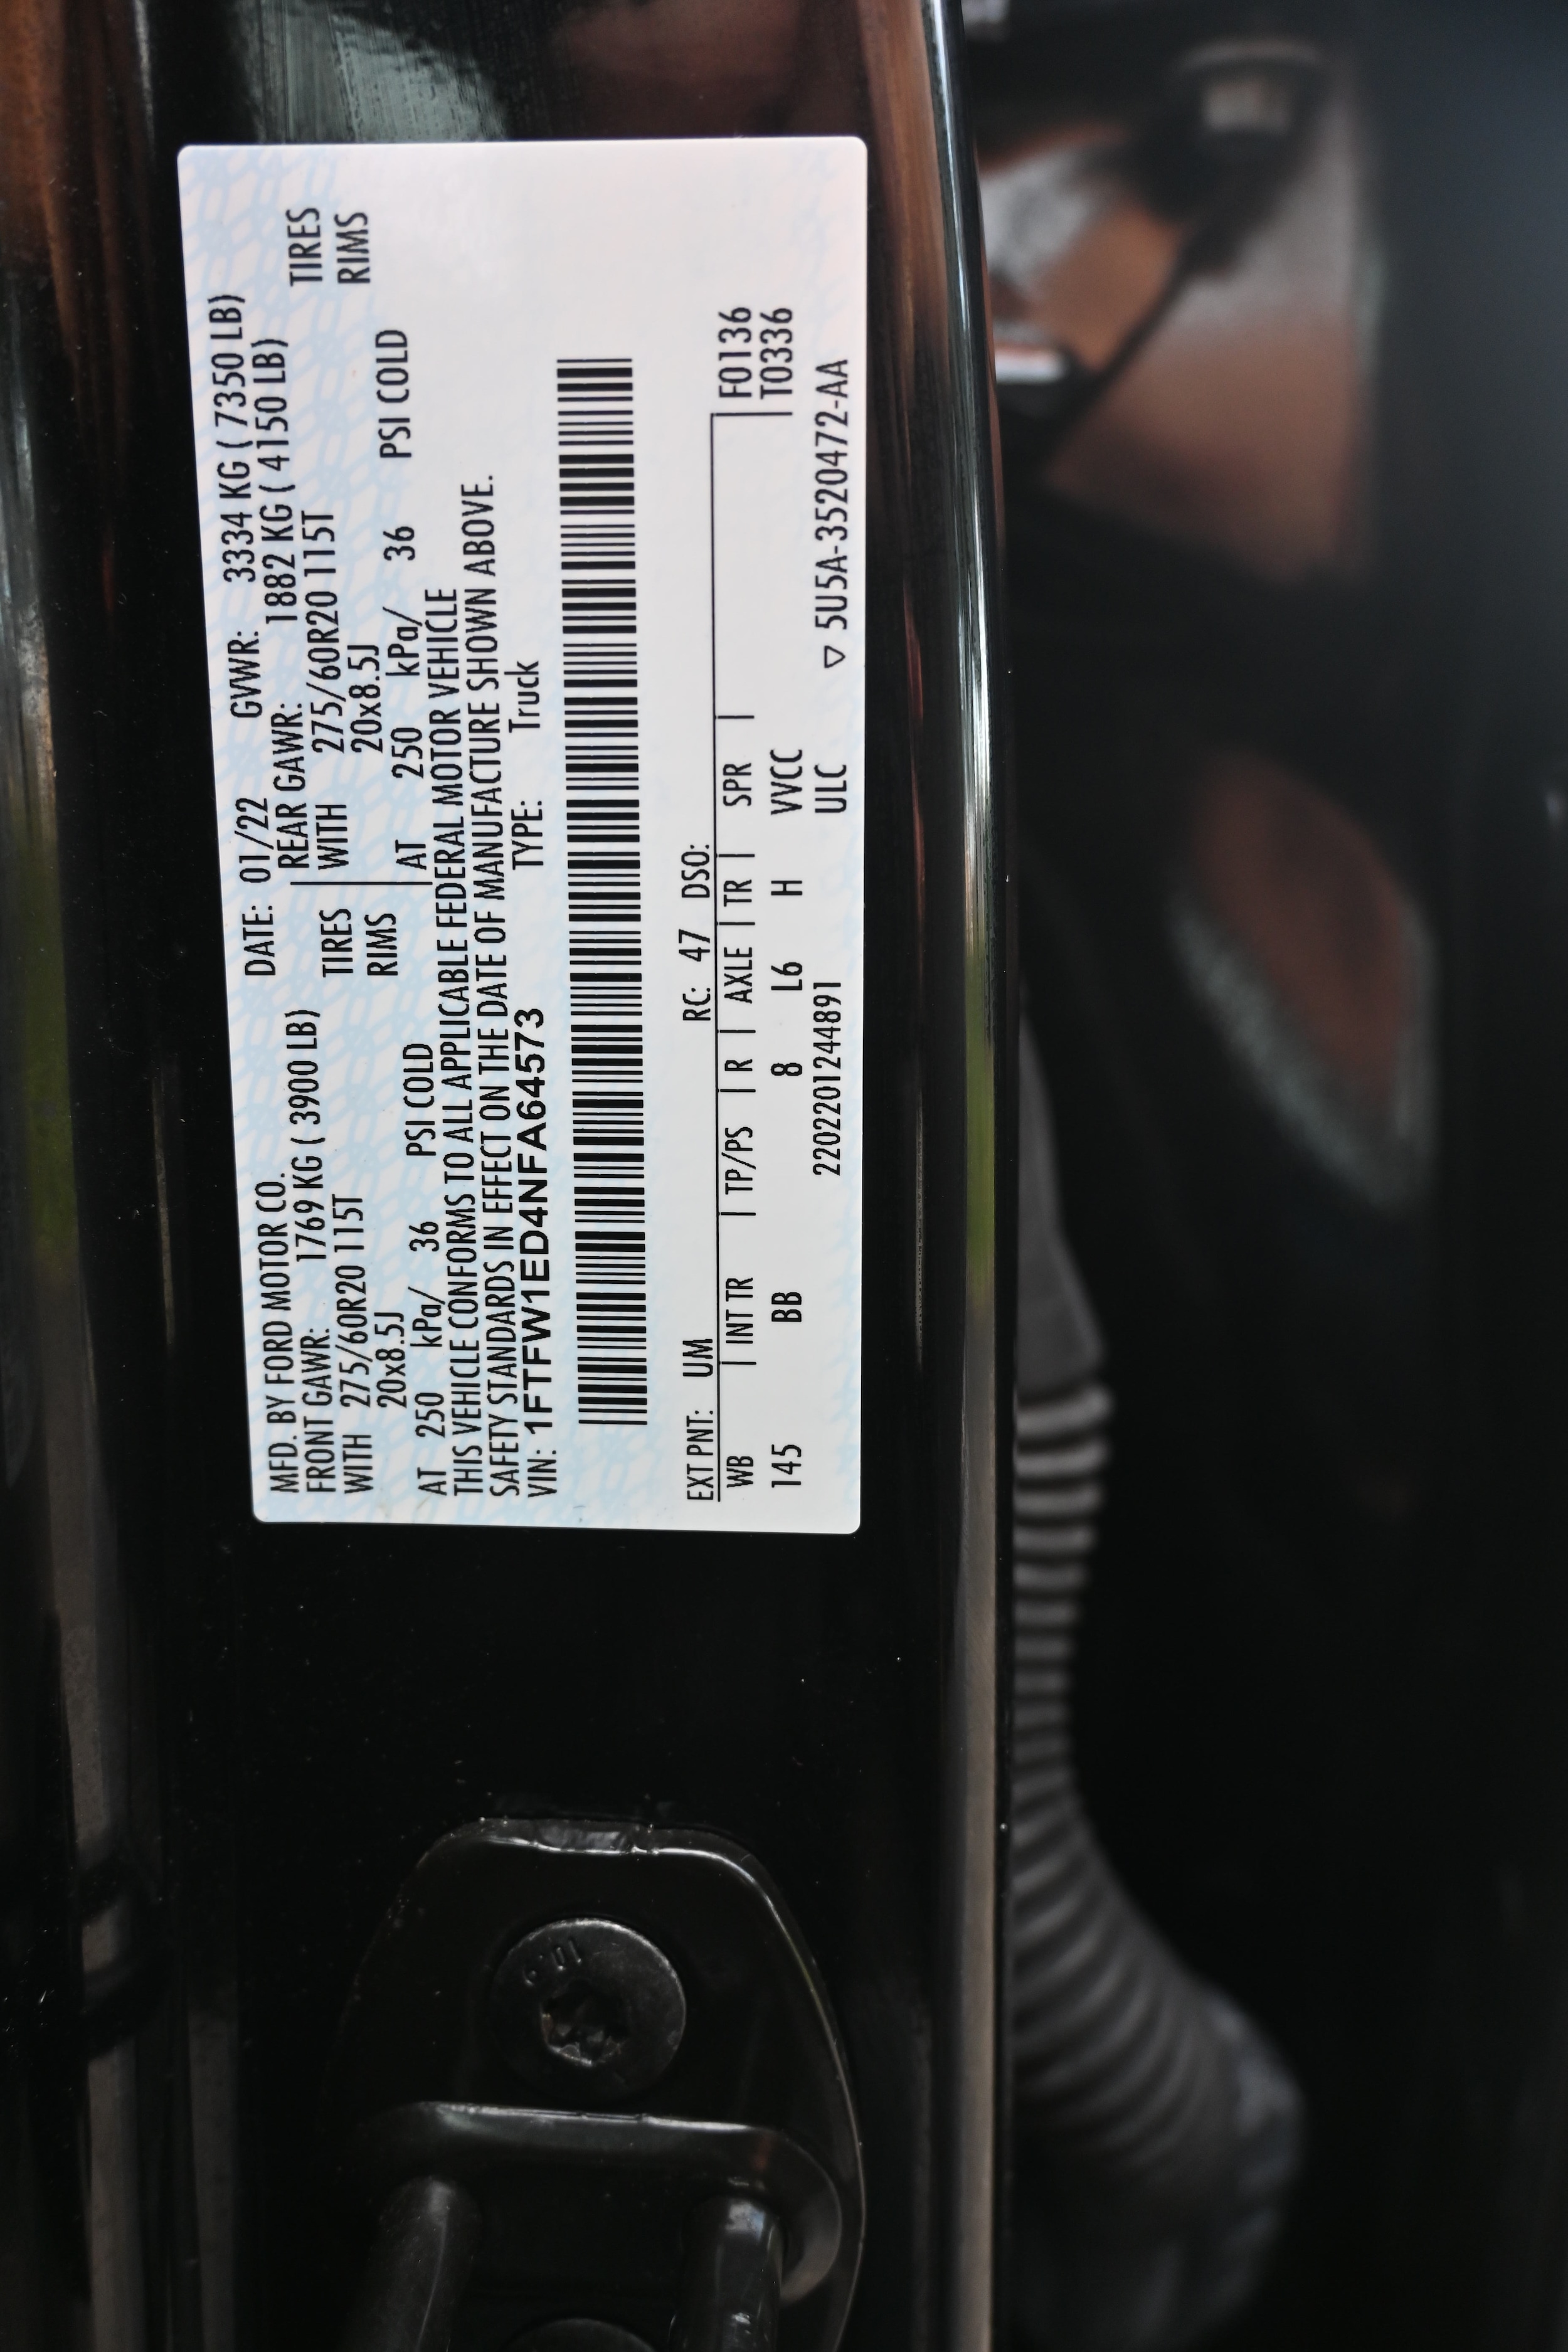 MFD. BY FORD MOTOR CO. DATE: 01/22 GVWR: 3334 KG ( 7350 LB)
FRONT GAWR: 1769 KG ( 3900 LB) REAR GAWR: 1882 KG ( 4150 LB)
WITH 275/60R20 115T TIRES WITH 275/60R20 115T TIRES
20x8.5J RIMS 20x8.5J RIMS
AT 250 kPa/ 36 PSI COLD AT 250 kPa/ 36 PSI COLD
THIS VEHICLE CONFORMS TO ALL APPLICABLE FEDERAL MOTOR VEHICLE
SAFETY STANDARDS IN EFFECT ON THE DATE OF MANUFACTURE SHOWN ABOVE.
VIN: 1FTFW1ED4NFA64573 TYPE: Truck
EXT PNT: UM RC: 47 DSO:
WB | INT TR | TP/PS | R | AXLE | TR | SPR | F0136
145 BB 8 L6 H VVCC T0336
220220124489I ULC ▽ 5U5A-3520472-AA
10.9